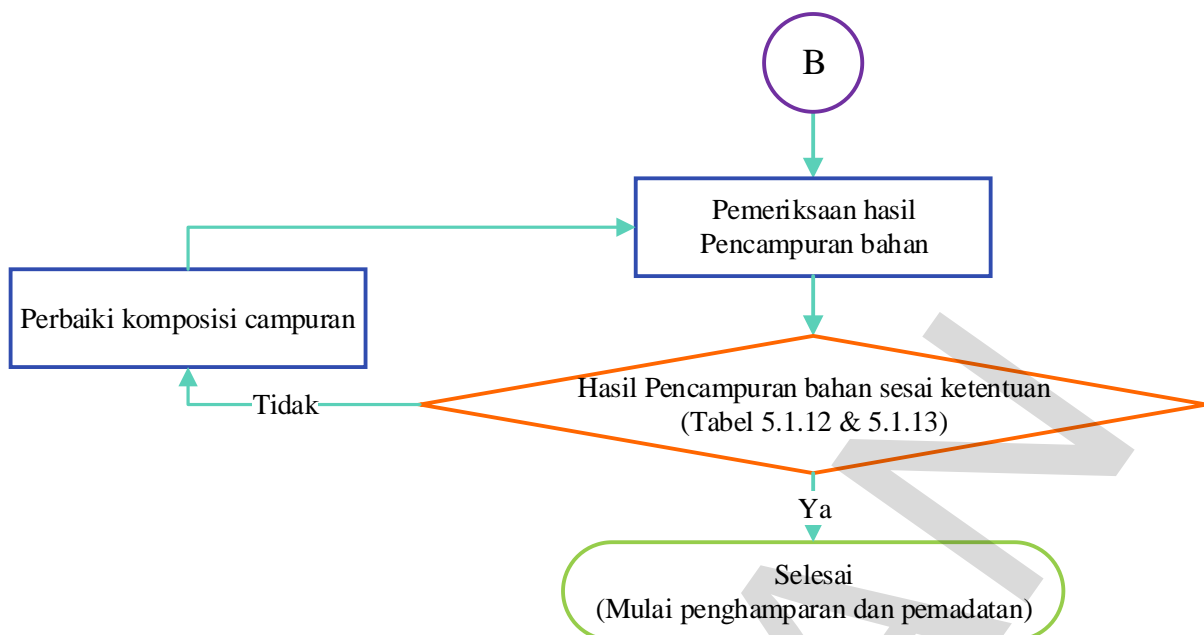 B
Pemeriksaan hasil
Pencampuran bahan
Perbaiki komposisi campuran
Hasil Pencampuran bahan sesai ketentuan
(Tabel 5.1.12 & 5.1.13)
Tidak
Ya
Selesai
(Mulai penghamparan dan pemadatan)